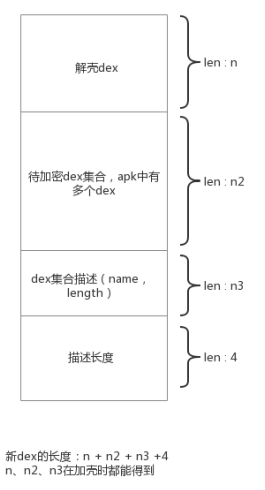 解壳dex
len : n
待加密dex集合，apk中有
多个dex
len : n2
dex集合描述（name，
length）
len : n3
描述长度
len : 4
新dex的长度：n + n2 + n3 +4
n、n2、n3在加壳时都能得到